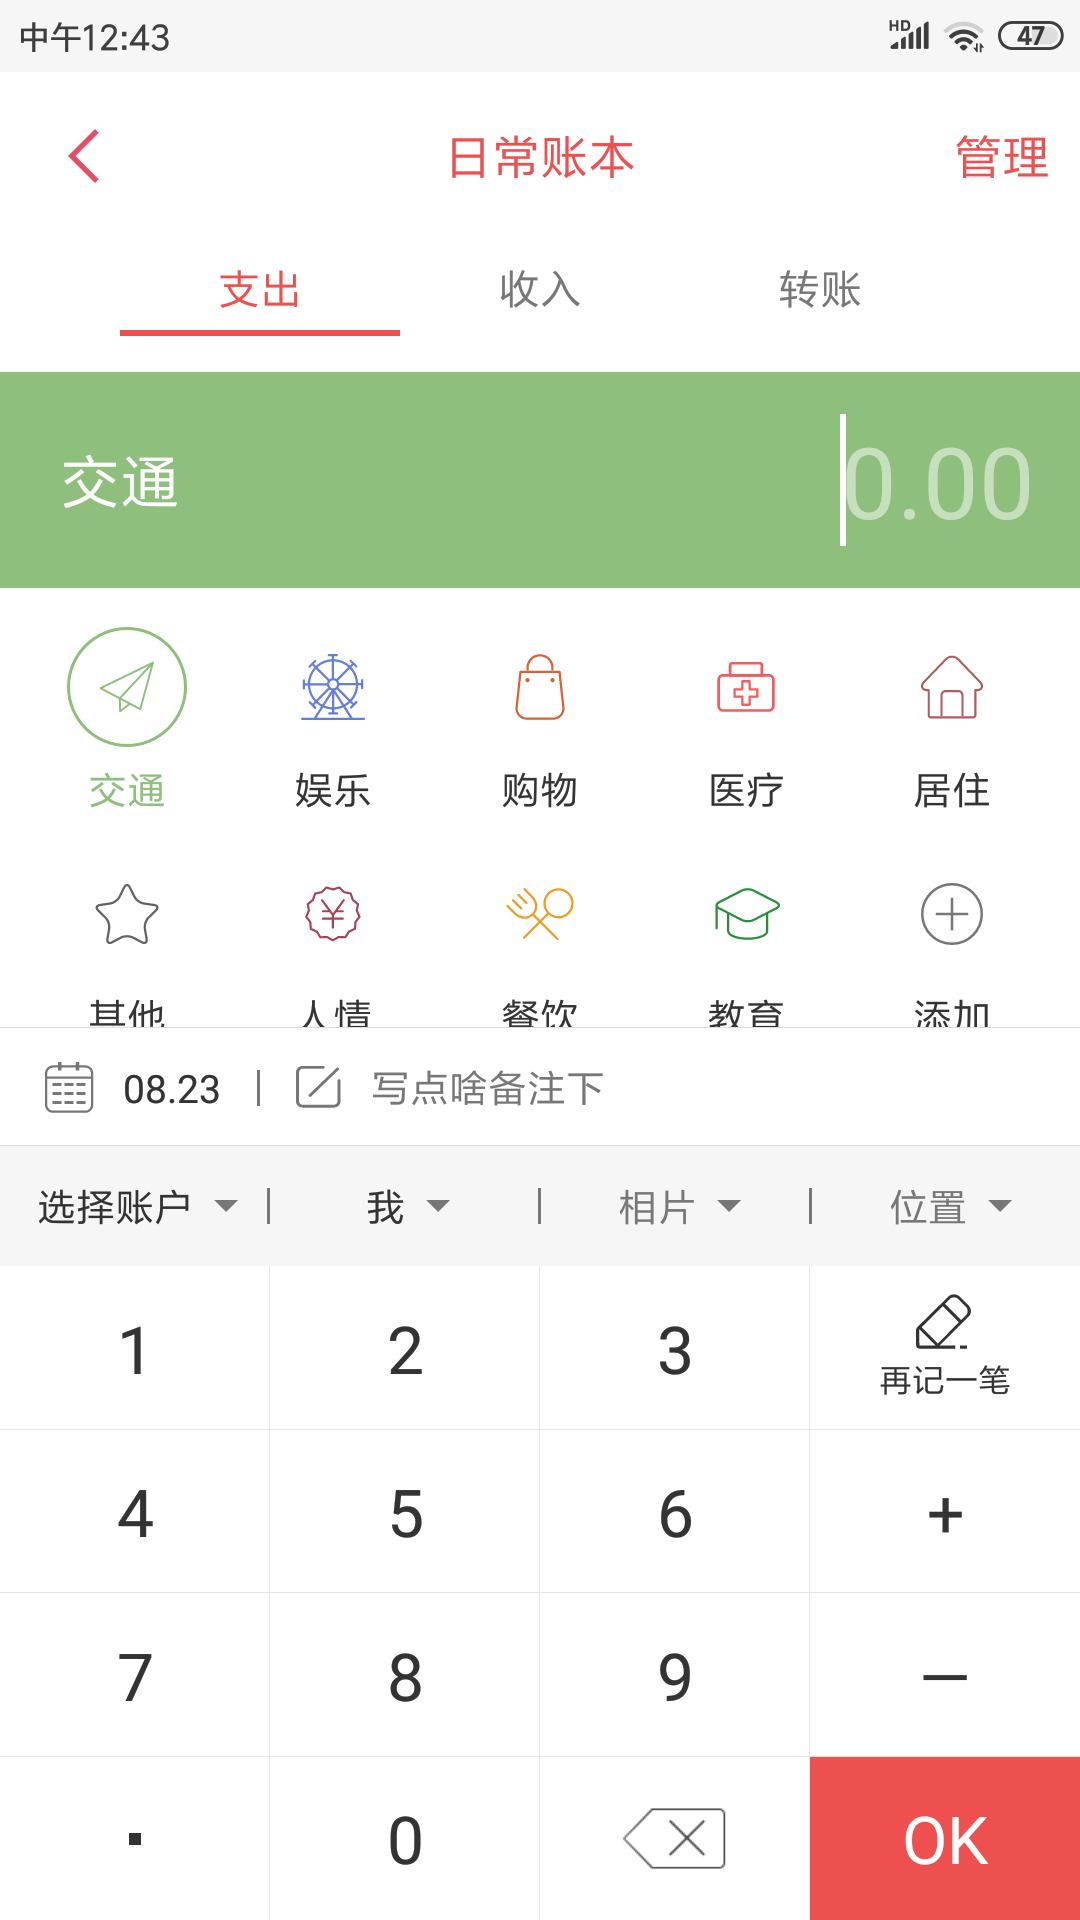 中午12:43 HD 47
日常账本 管理
支出 收入 转账
交通 0.00
交通 娱乐 购物 医疗 居住
¥
其他 人情 餐饮 教育 添加
08.23 写点啥备注下
选择账户 我 相片 位置
1 2 3 再记一笔
4 5 6 +
7 8 9 —
. 0 OK